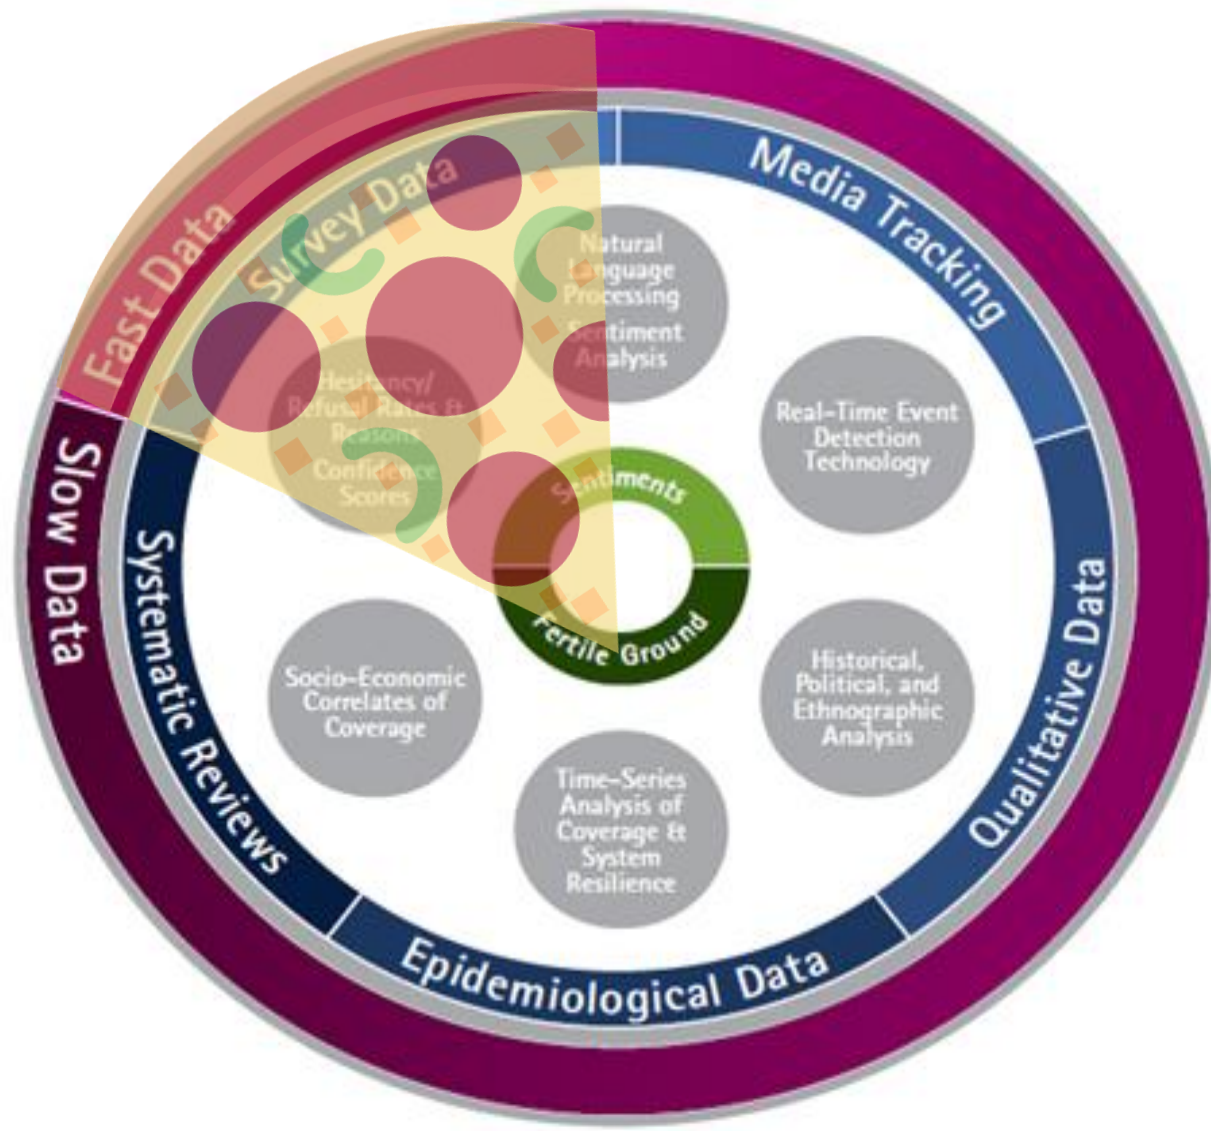 Fast Data
Slow Data
Survey Data
Media Tracking
Qualitative Data
Epidemiological Data
Systematic Reviews
Natural
Language
Processing
Sentiment
Analysis
Real-Time Event
Detection
Technology
Historical,
Political, and
Ethnographic
Analysis
Time-Series
Analysis of
Coverage &
System
Resilience
Socio-Economic
Correlates of
Coverage
Hesitancy/
Refusal Rates &
Reasons
Confidence
Scores
Sentiments
Fertile Ground